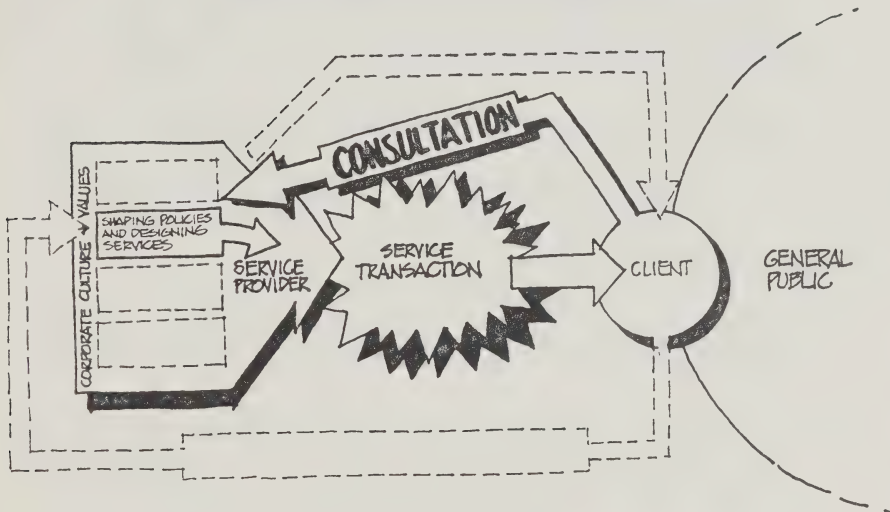 CONSULTATION
CORPORATE CULTURE & VALUES
SHAPING POLICIES
AND DESIGNING
SERVICES
SERVICE
PROVIDER
SERVICE
TRANSACTION
CLIENT
GENERAL
PUBLIC